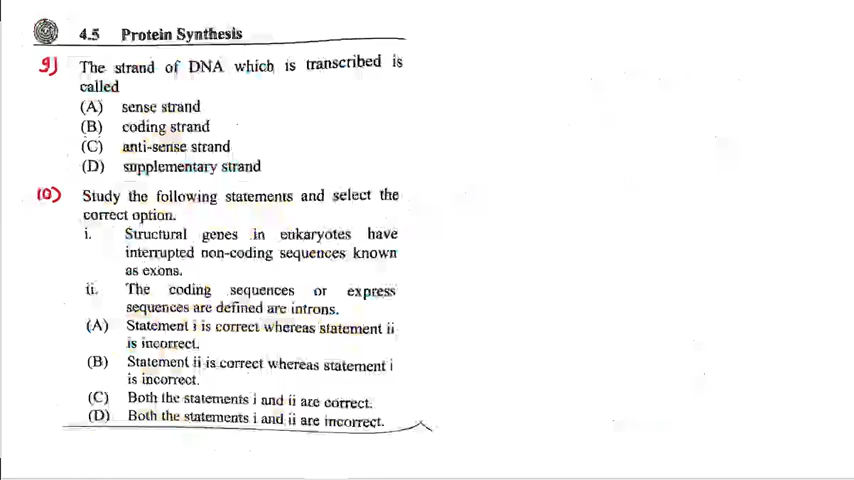 4.5 Protein Synthesis
9) The strand of DNA which is transcribed is
called
(A) sense strand
(B) coding strand
(C) anti-sense strand
(D) supplementary strand
10) Study the following statements and select the
correct option.
i. Structural genes in eukaryotes have
interrupted non-coding sequences known
as exons.
ii. The coding sequences or express
sequences are defined are introns.
(A) Statement i is correct whereas statement ii
is incorrect.
(B) Statement ii is correct whereas statement i
is incorrect.
(C) Both the statements i and ii are correct.
(D) Both the statements i and ii are incorrect.